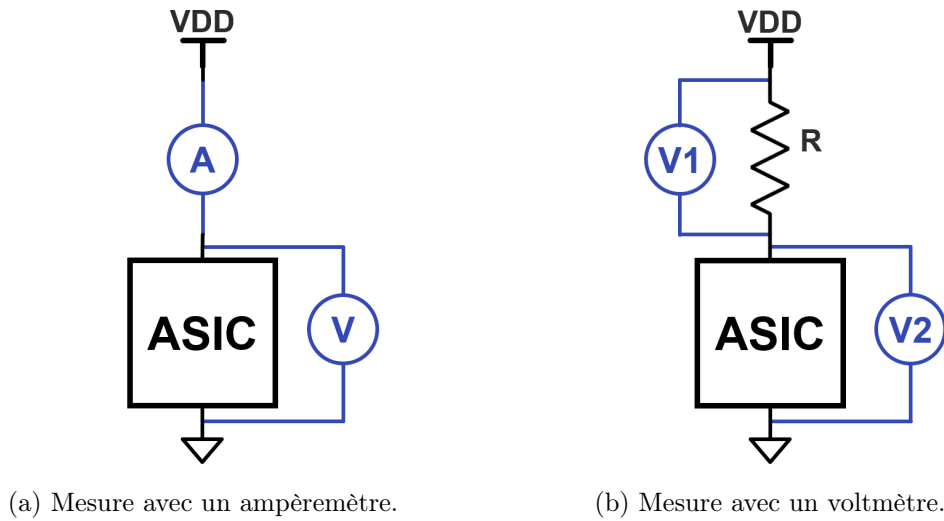 VDD
A
ASIC
V
(a) Mesure avec un ampèremètre.
VDD
V1
R
ASIC
V2
(b) Mesure avec un voltmètre.